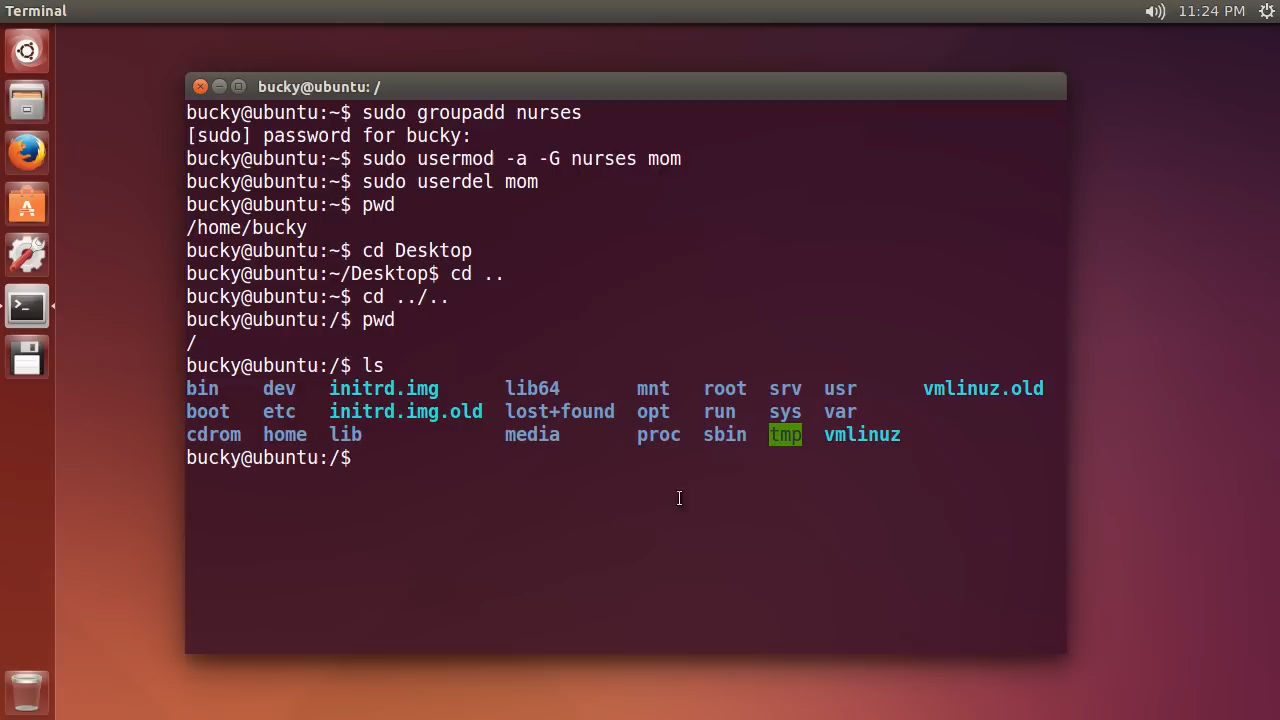 Terminal 11:24 PM
bucky@ubuntu: /
bucky@ubuntu:~$ sudo groupadd nurses
[sudo] password for bucky:
bucky@ubuntu:~$ sudo usermod -a -G nurses mom
bucky@ubuntu:~$ sudo userdel mom
bucky@ubuntu:~$ pwd
/home/bucky
bucky@ubuntu:~$ cd Desktop
bucky@ubuntu:~/Desktop$ cd ..
bucky@ubuntu:~$ cd ../..
bucky@ubuntu:/$ pwd
/
bucky@ubuntu:/$ ls
bin dev initrd.img lib64 mnt root srv usr vmlinuz.old
boot etc initrd.img.old lost+found opt run sys var
cdrom home lib media proc sbin tmp vmlinuz
bucky@ubuntu:/$